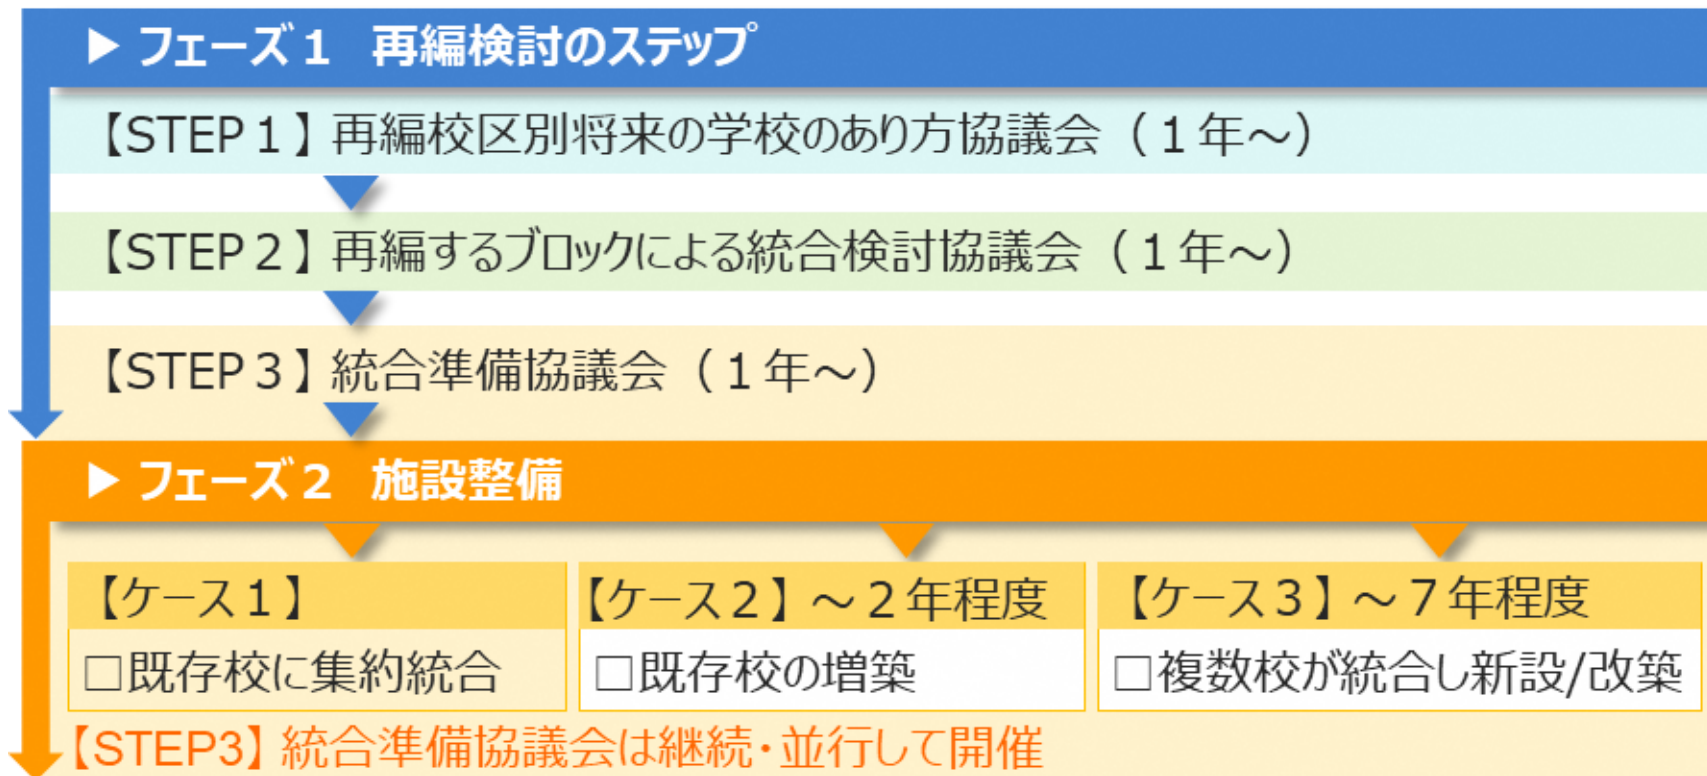 ▶ フェーズ1 再編検討のステップ
【STEP1】再編校区別将来の学校のあり方協議会（1年～）
【STEP2】再編するブロックによる統合検討協議会（1年～）
【STEP3】統合準備協議会（1年～）
▶ フェーズ2 施設整備
【ケース1】
□既存校に集約統合
【ケース2】～2年程度
□既存校の増築
【ケース3】～7年程度
□複数校が統合し新設/改築
【STEP3】統合準備協議会は継続・並行して開催